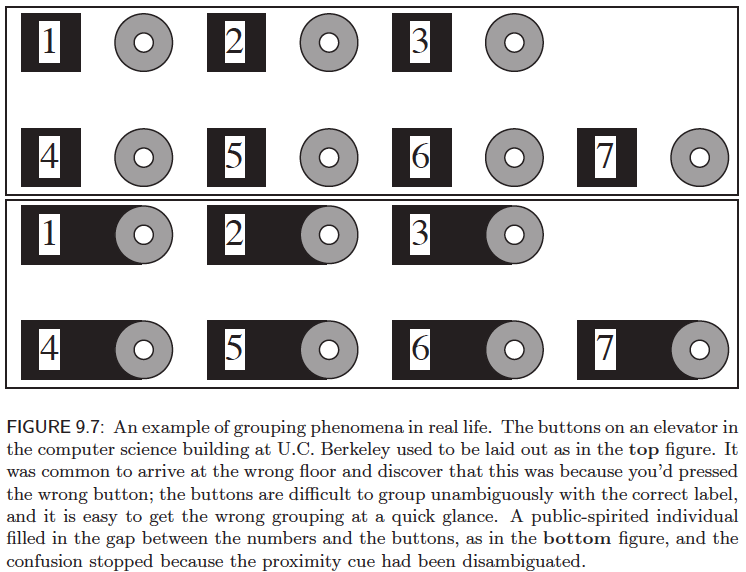 1 2 3
4 5 6 7
1 2 3
4 5 6 7
FIGURE 9.7: An example of grouping phenomena in real life. The buttons on an elevator in
the computer science building at U.C. Berkeley used to be laid out as in the top figure. It
was common to arrive at the wrong floor and discover that this was because you'd pressed
the wrong button; the buttons are difficult to group unambiguously with the correct label,
and it is easy to get the wrong grouping at a quick glance. A public-spirited individual
filled in the gap between the numbers and the buttons, as in the bottom figure, and the
confusion stopped because the proximity cue had been disambiguated.